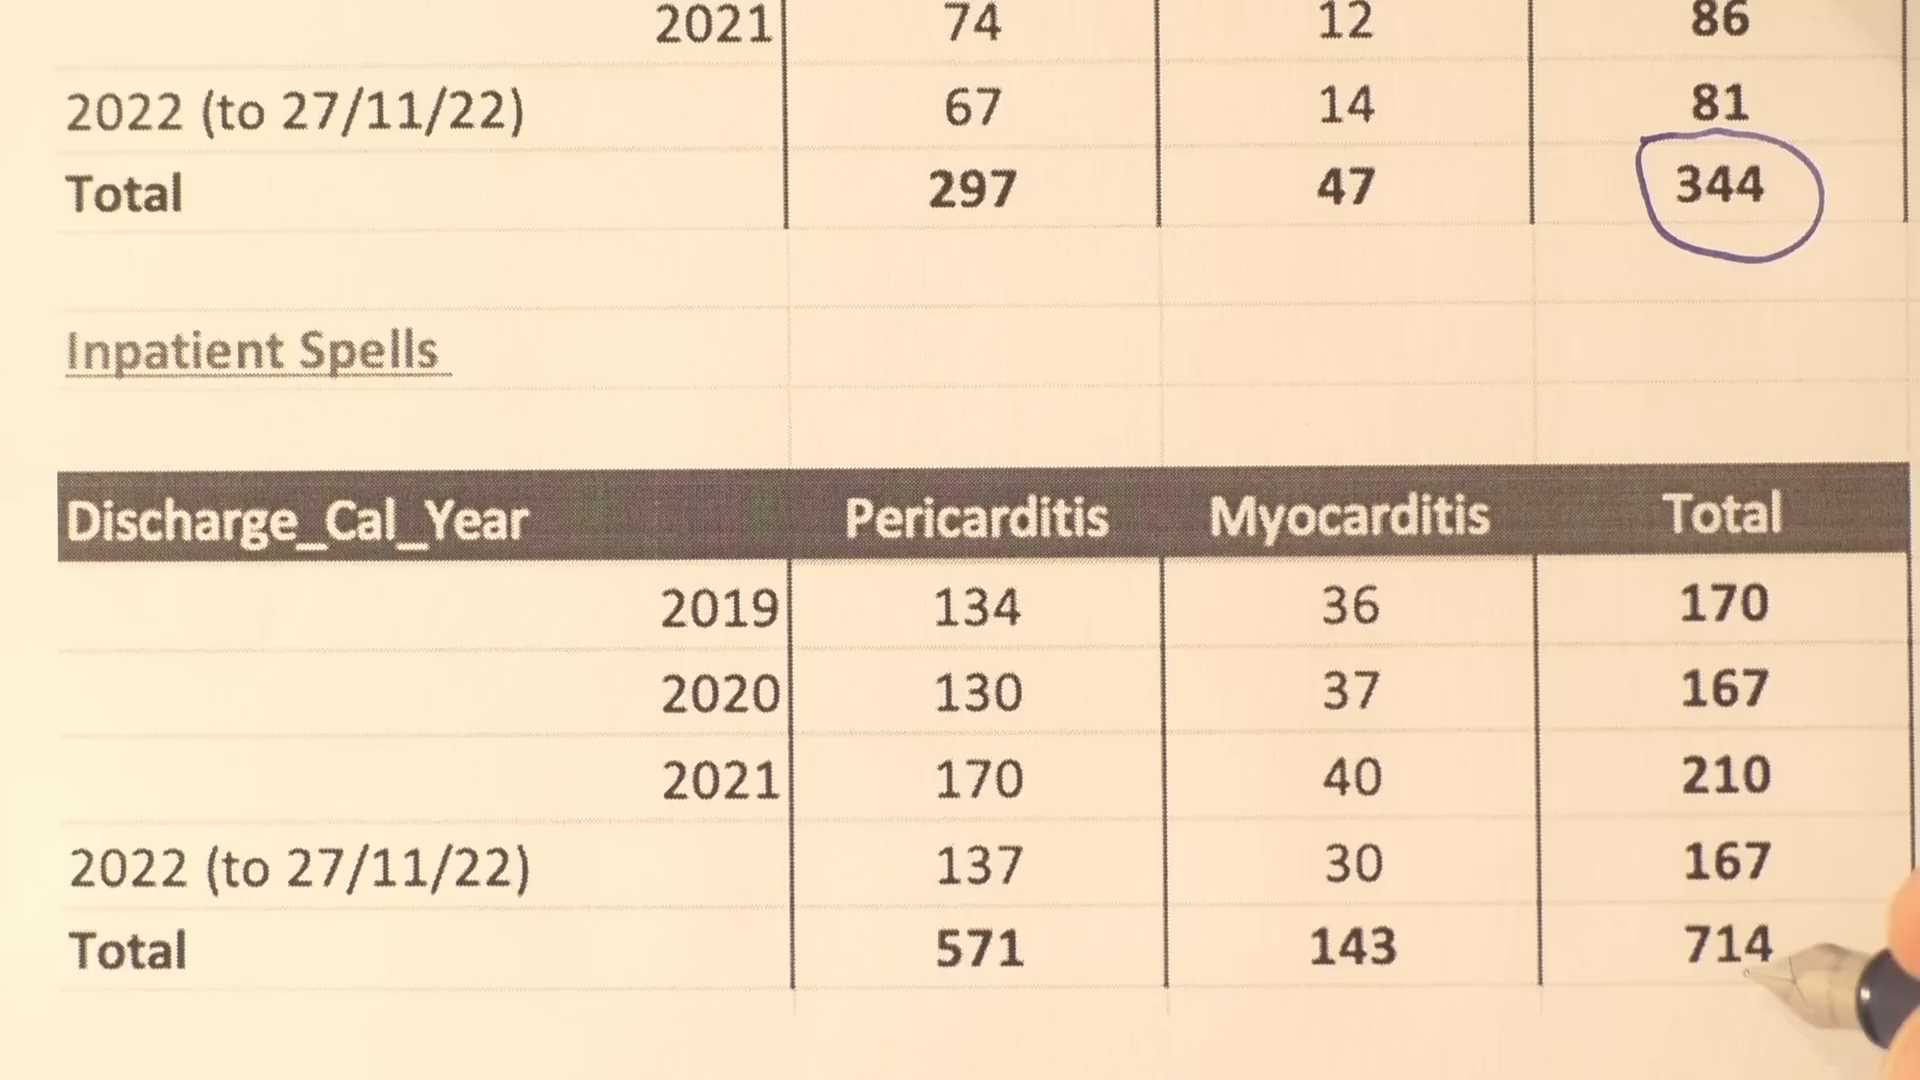 2021 74 12 86
2022 (to 27/11/22) 67 14 81
Total 297 47 344
Inpatient Spells
Discharge_Cal_Year Pericarditis Myocarditis Total
2019 134 36 170
2020 130 37 167
2021 170 40 210
2022 (to 27/11/22) 137 30 167
Total 571 143 714